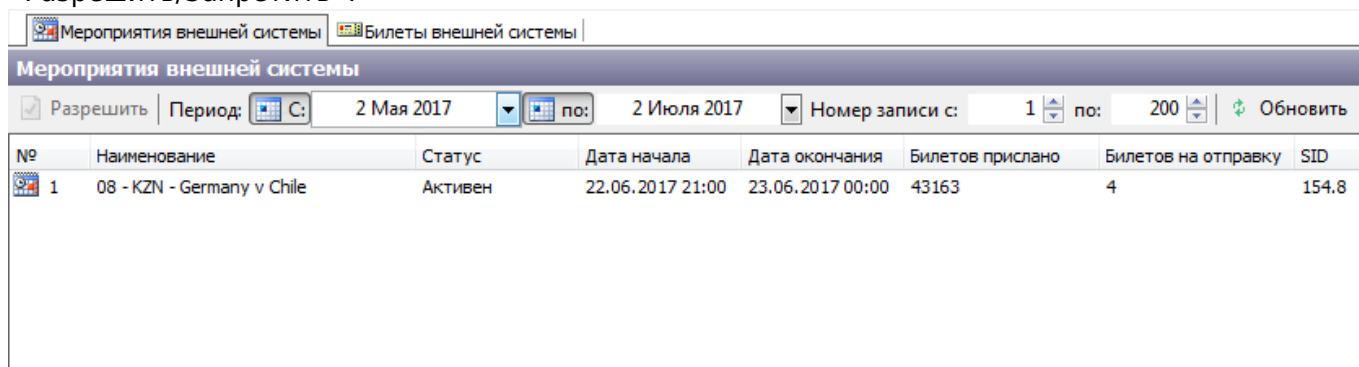 Разрешить/Запретить".
Мероприятия внешней системы Билеты внешней системы
Мероприятия внешней системы
Разрешить Период: С: 2 Мая 2017 по: 2 Июля 2017 Номер записи с: 1 по: 200 Обновить
№ Наименование Статус Дата начала Дата окончания Билетов прислано Билетов на отправку SID
1 08 - KZN - Germany v Chile Активен 22.06.2017 21:00 23.06.2017 00:00 43163 4 154.8